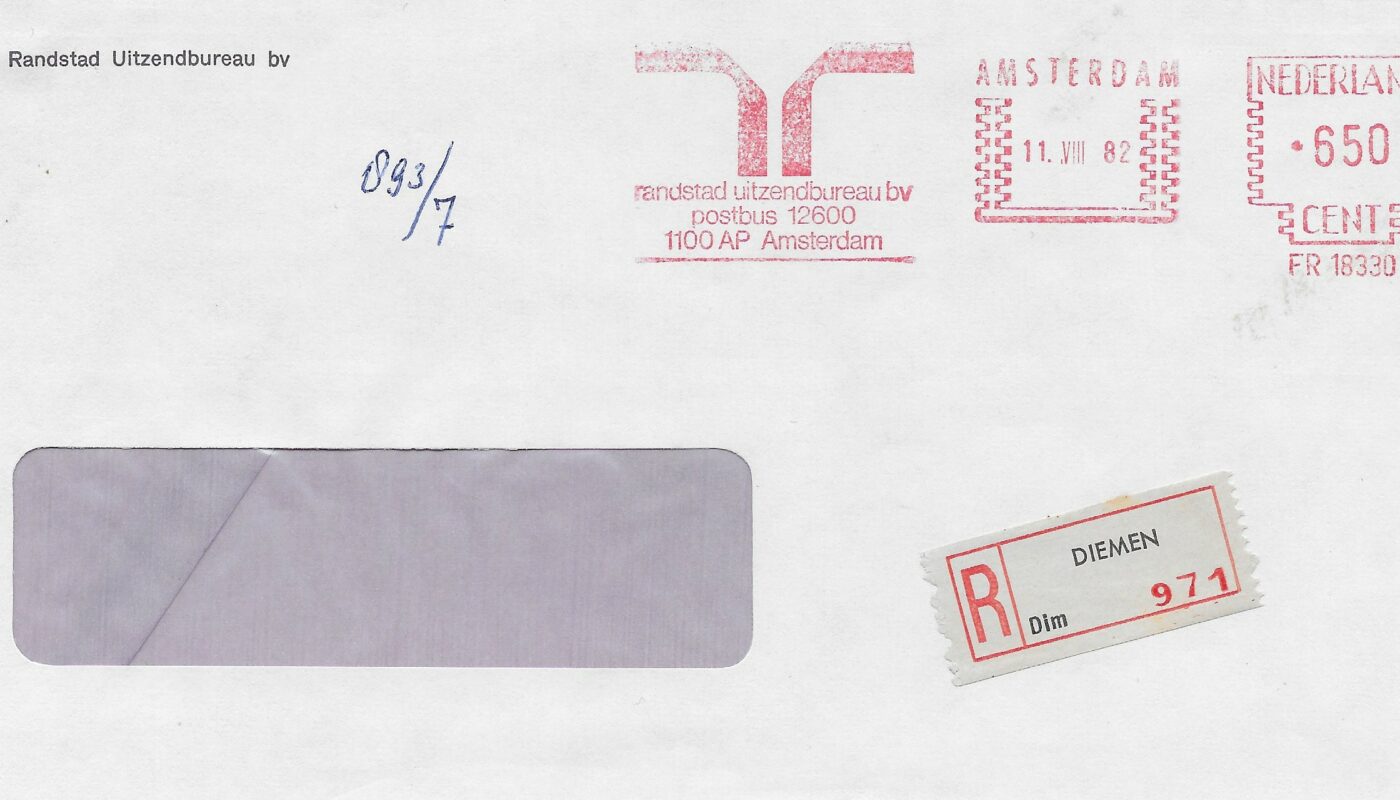 Randstad Uitzendbureau bv
893/7
randstad uitzendbureau bv
postbus 12600
1100 AP Amsterdam
AMSTERDAM
11. VIII 82
NEDERLAN
650
CENT
FR 18330
R
DIEMEN
Dim
971